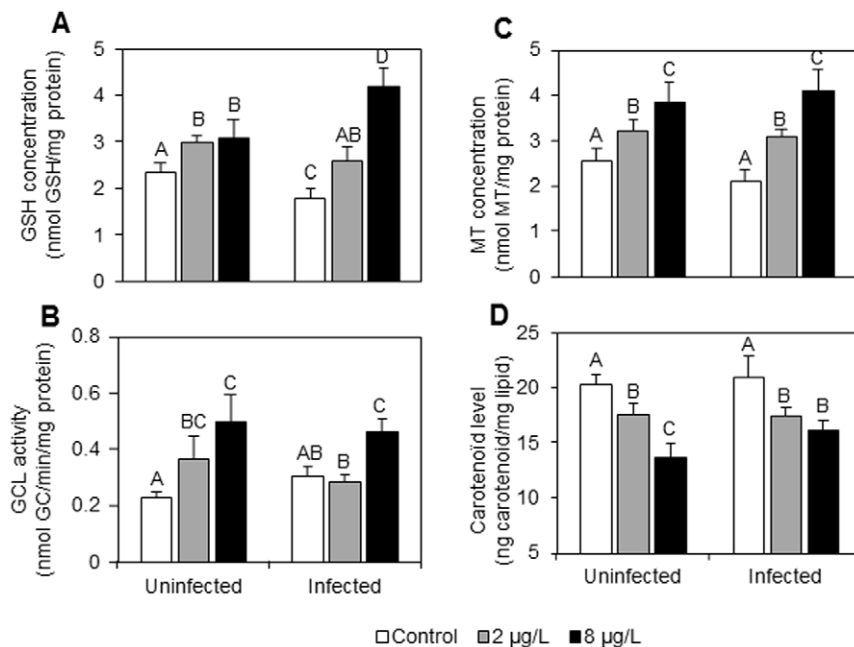 A
GSH concentration
(nmol GSH/mg protein)
5
4
3
2
1
0
A
B
B
C
AB
D
C
MT concentration
(nmol MT/mg protein)
5
4
3
2
1
0
A
B
C
A
B
C
B
GCL activity
(nmol GC/min/mg protein)
0.8
0.6
0.4
0.2
0
A
BC
C
AB
B
C
Uninfected
Infected
D
Carotenoïd level
(ng carotenoid/mg lipid)
25
20
15
10
5
A
B
C
A
B
B
Uninfected
Infected
Control 2 µg/L 8 µg/L